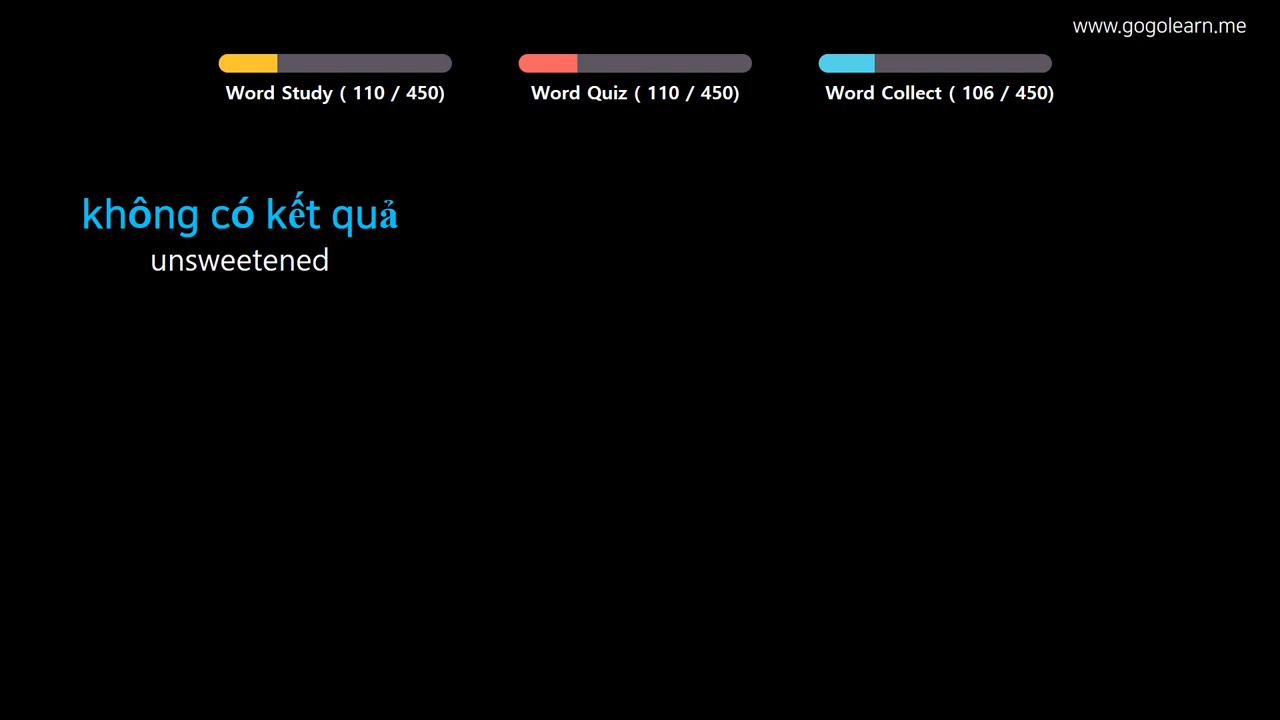 www.gogolearn.me
Word Study ( 110 / 450)
Word Quiz ( 110 / 450)
Word Collect ( 106 / 450)
không có kết quả
unsweetened